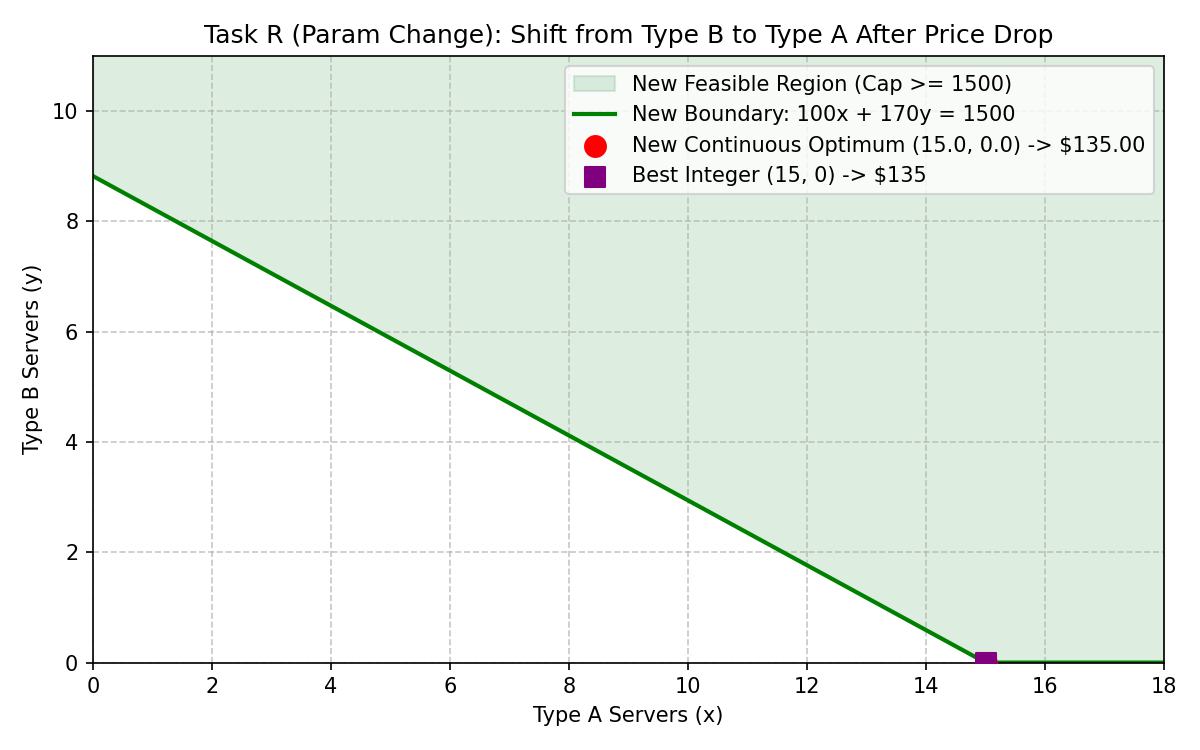 Task R (Param Change): Shift from Type B to Type A After Price Drop
New Feasible Region (Cap >= 1500)
New Boundary: 100x + 170y = 1500
New Continuous Optimum (15.0, 0.0) -> $135.00
Best Integer (15, 0) -> $135
Type B Servers (y)
10
8
6
4
2
0
0 2 4 6 8 10 12 14 16 18
Type A Servers (x)